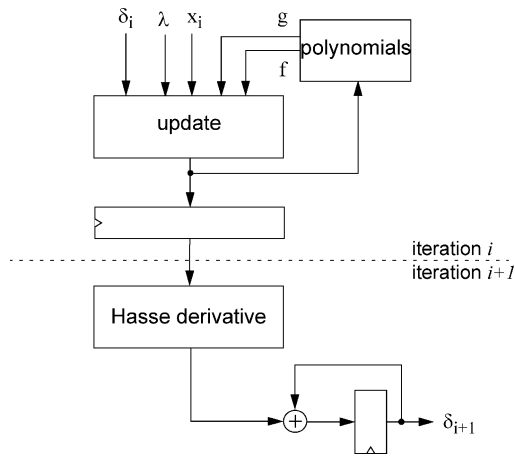 δi λ xi g polynomials
f
update
iteration i
iteration i+1
Hasse derivative
+
δi+1